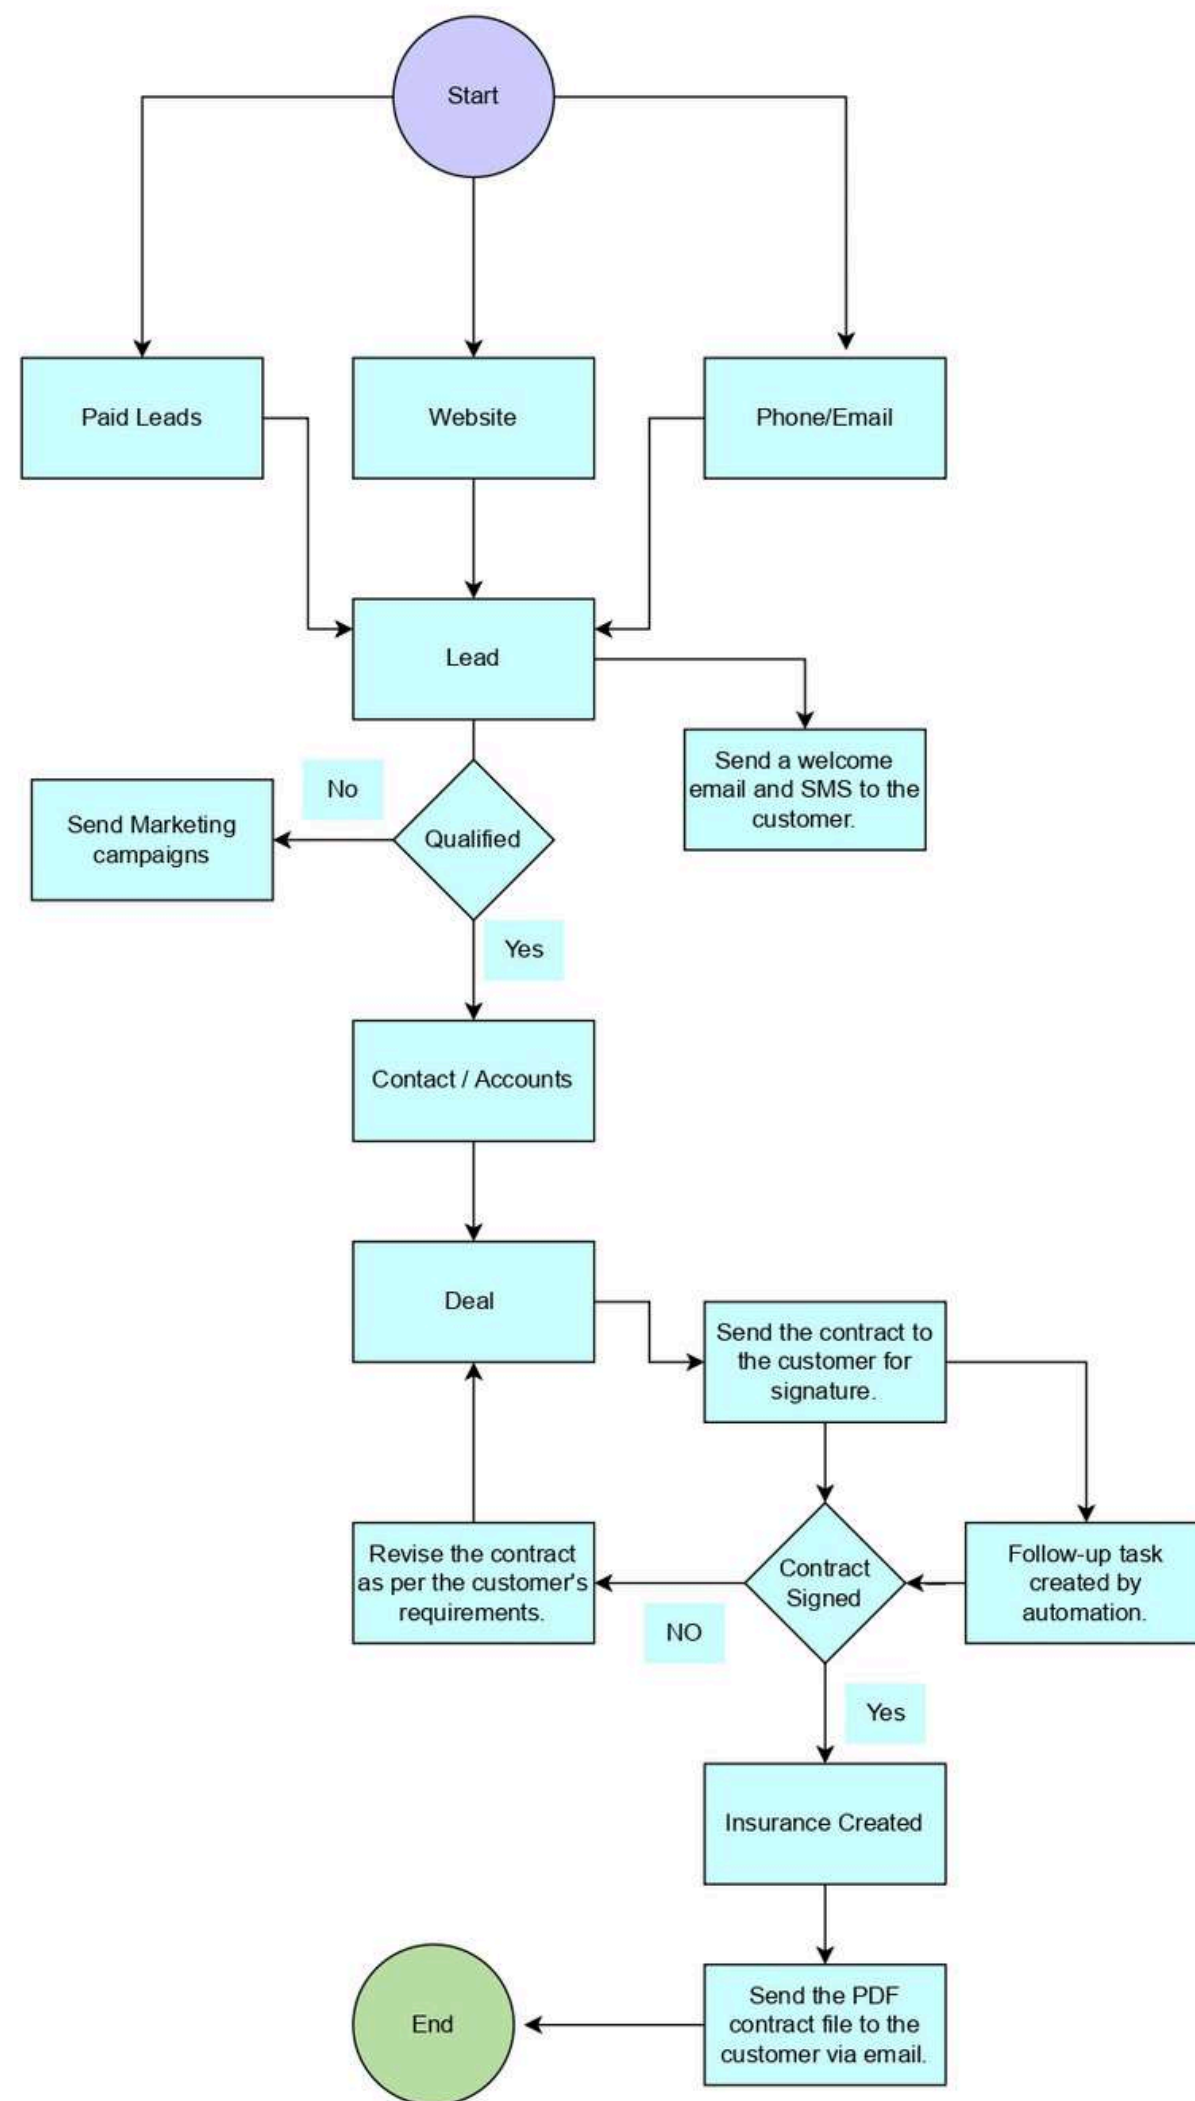 Start
Paid Leads
Website
Phone/Email
Lead
Send a welcome
email and SMS to the
customer.
No
Send Marketing
campaigns
Qualified
Yes
Contact / Accounts
Deal
Send the contract to
the customer for
signature.
Revise the contract
as per the customer's
requirements.
Contract
Signed
Follow-up task
created by
automation.
NO
Yes
Insurance Created
Send the PDF
contract file to the
customer via email.
End